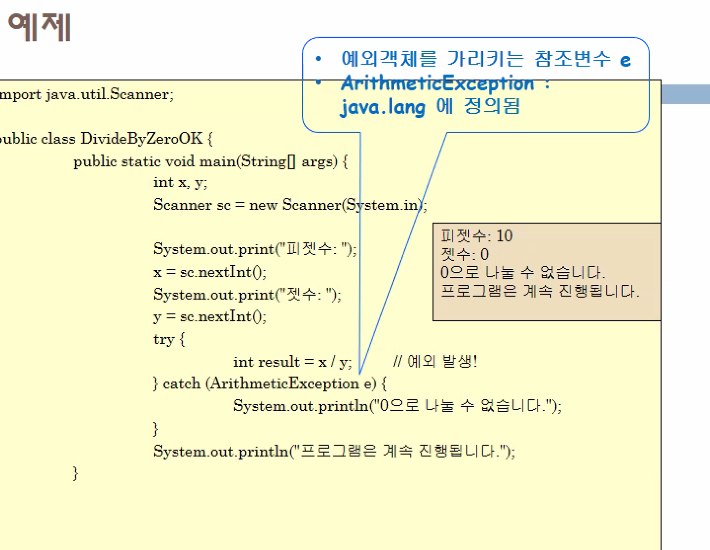 예제
• 예외객체를 가리키는 참조변수 e
• ArithmeticException :
java.lang 에 정의됨
mport java.util.Scanner;
public class DivideByZeroOK {
public static void main(String[] args) {
int x, y;
Scanner sc = new Scanner(System.in);
System.out.print("피젯수: ");
x = sc.nextInt();
System.out.print("젯수: ");
y = sc.nextInt();
try {
int result = x / y; // 예외 발생!
} catch (ArithmeticException e) {
System.out.println("0으로 나눌 수 없습니다.");
}
System.out.println("프로그램은 계속 진행됩니다.");
}
피젯수: 10
젯수: 0
0으로 나눌 수 없습니다.
프로그램은 계속 진행됩니다.